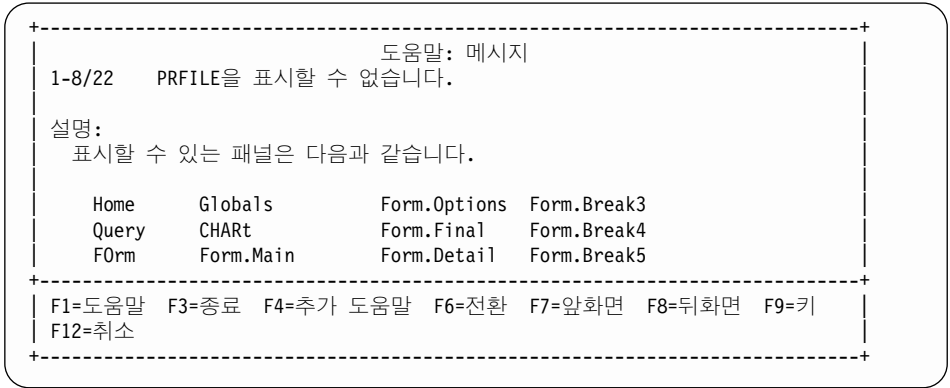 도움말: 메시지
1-8/22 PRFILE을 표시할 수 없습니다.
설명:
표시할 수 있는 패널은 다음과 같습니다.
Home Globals Form.Options Form.Break3
Query CHARt Form.Final Form.Break4
FOrm Form.Main Form.Detail Form.Break5
F1=도움말 F3=종료 F4=추가 도움말 F6=전환 F7=앞화면 F8=뒤화면 F9=키
F12=취소